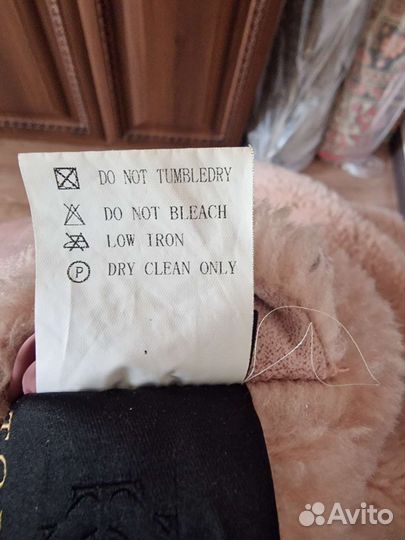 DO NOT TUMBLEDRY
DO NOT BLEACH
LOW IRON
P DRY CLEAN ONLY
Avito